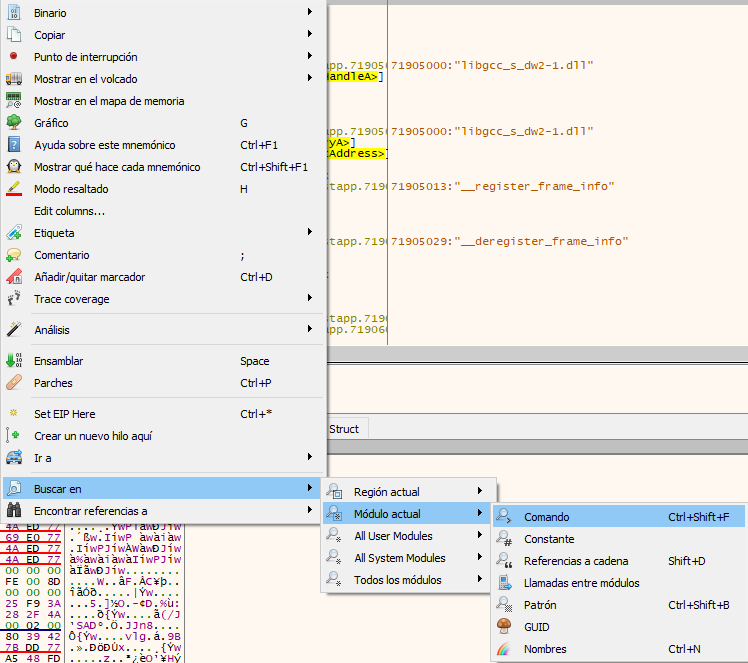 Binario
Copiar
Punto de interrupción
Mostrar en el volcado
Mostrar en el mapa de memoria
Gráfico G
Ayuda sobre este mnemónico Ctrl+F1
Mostrar qué hace cada mnemónico Ctrl+Shift+F1
Modo resaltado H
Edit columns...
Etiqueta
Comentario ;
Añadir/quitar marcador Ctrl+D
Trace coverage
Análisis
Ensamblar Space
Parches Ctrl+P
Set EIP Here Ctrl+*
Crear un nuevo hilo aquí
Ir a
Buscar en
Encontrar referencias a
app.7190 71905000:"libgcc_s_dw2-1.dll"
andleA>]
app.7190 71905000:"libgcc_s_dw2-1.dll"
yA>]
Address>]
tapp.719 71905013:"__register_frame_info"
tapp.719 71905029:"__deregister_frame_info"
tapp.719
app.7190
Struct
Región actual
Módulo actual
All User Modules
All System Modules
Todos los módulos
Comando Ctrl+Shift+F
Constante
Referencias a cadena Shift+D
Llamadas entre módulos
Patrón Ctrl+Shift+B
GUID
Nombres Ctrl+N
4A ED 77
69 E0 77
4A ED 77
4A ED 77
00 00 00
FE 00 8D
00 00 00
25 F9 3A
28 2F 4A
00 02 00
80 39 42
7B DD 77
A5 48 FD